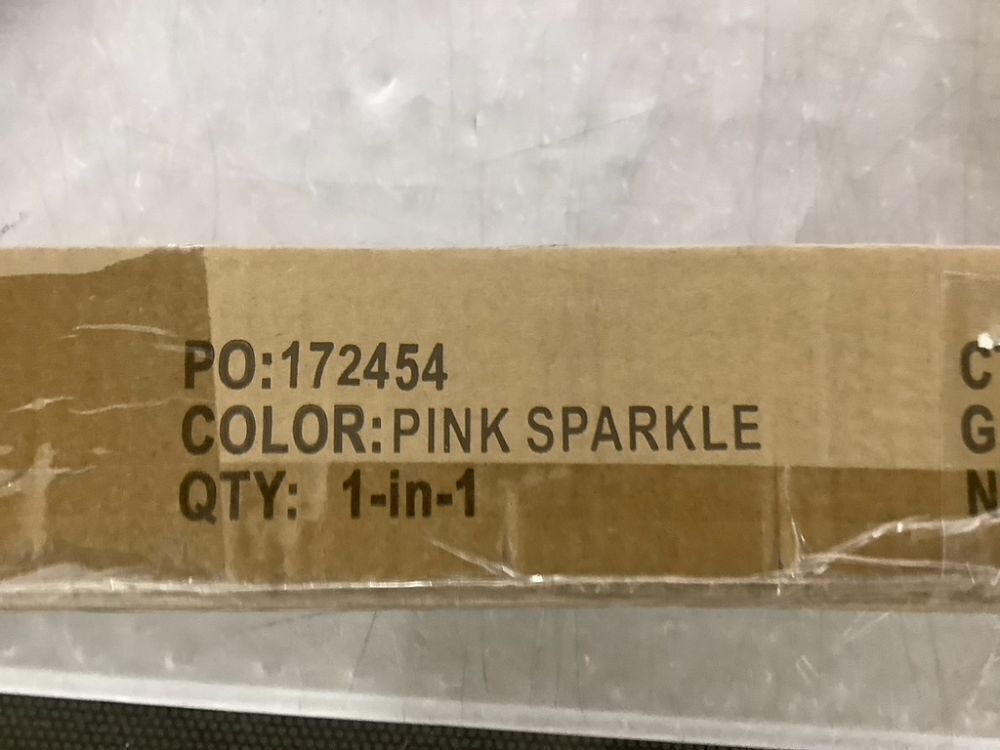 PO:172454
COLOR:PINK SPARKLE
QTY: 1-in-1
C
G
N